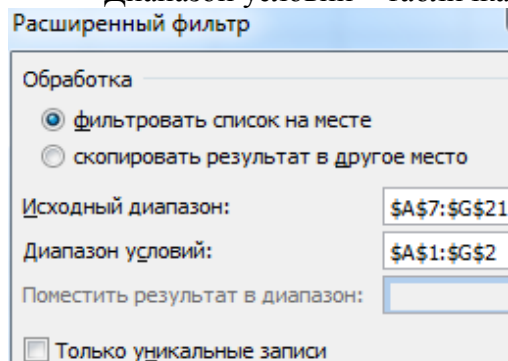 Расширенный фильтр
Обработка
фильтровать список на месте
скопировать результат в другое место
Исходный диапазон: $A$7:$G$21
Диапазон условий: $A$1:$G$2
Поместить результат в диапазон:
Только уникальные записи